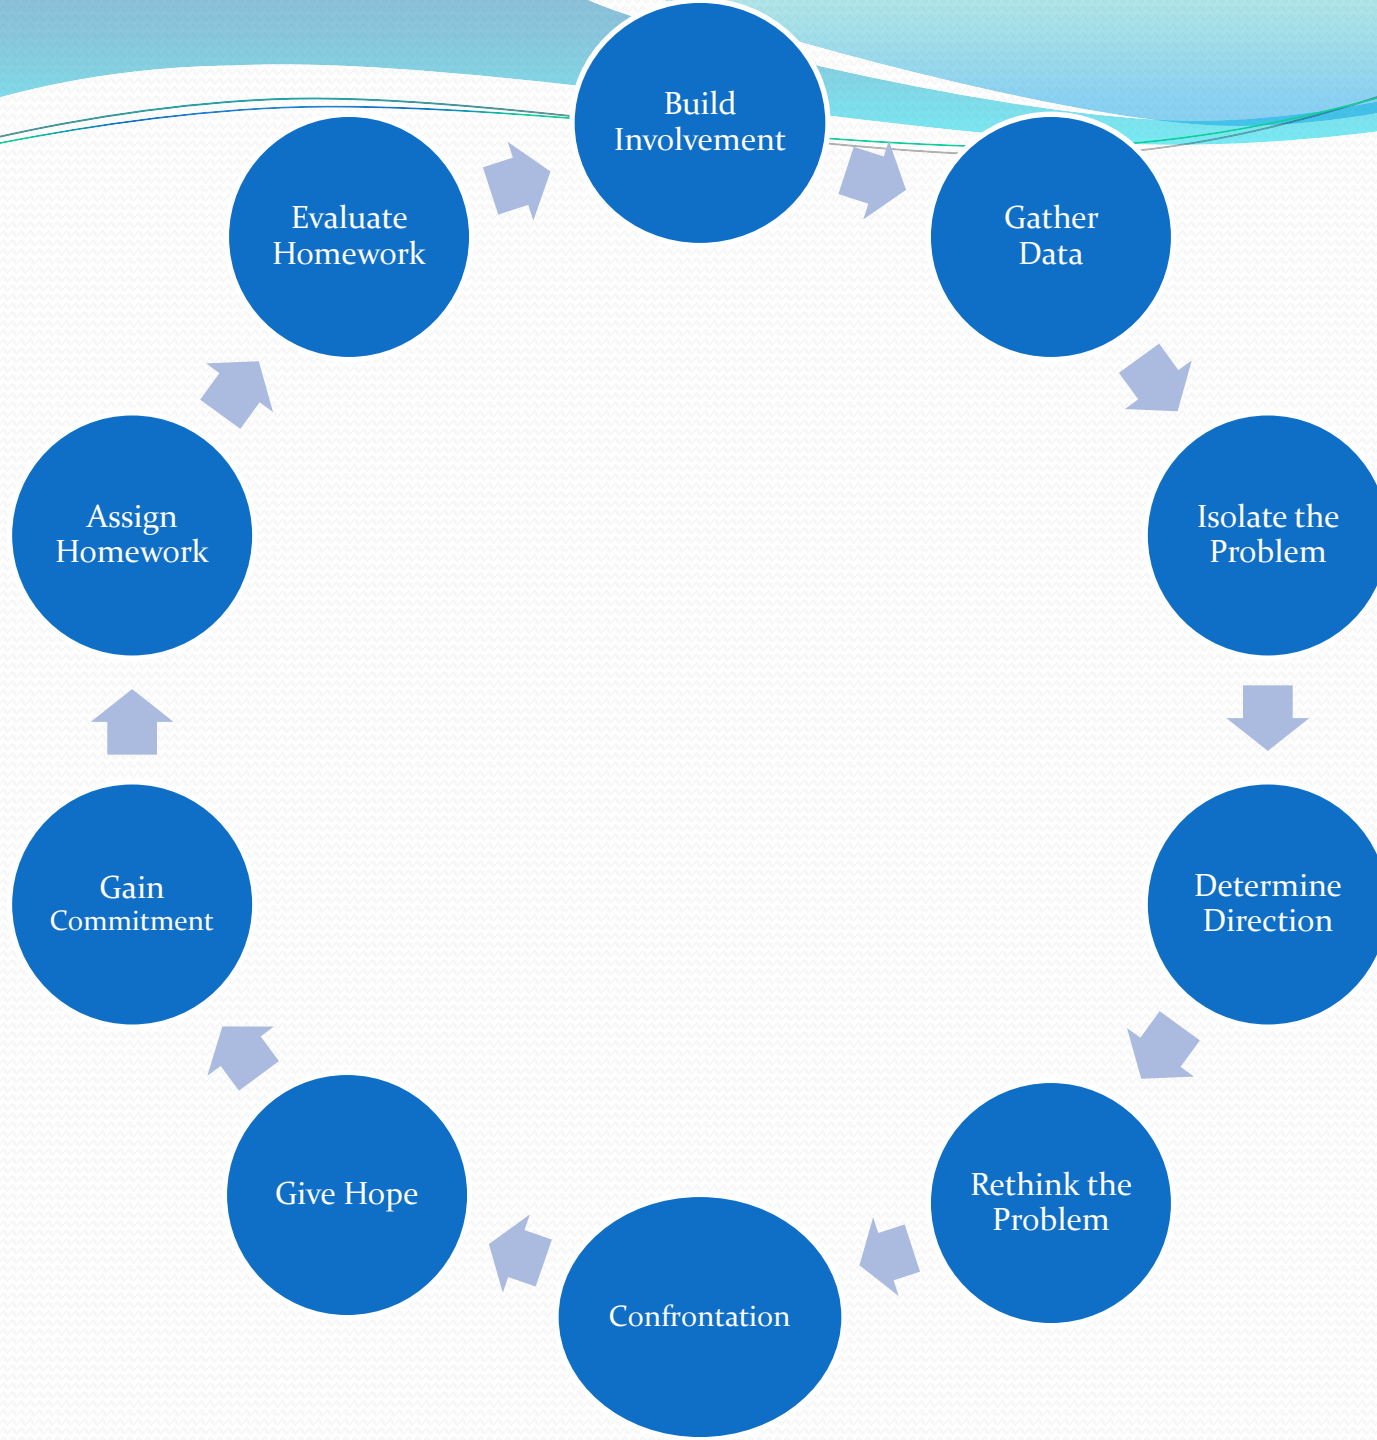 Build
Involvement
Gather
Data
Isolate the
Problem
Determine
Direction
Rethink the
Problem
Confrontation
Give Hope
Gain
Commitment
Assign
Homework
Evaluate
Homework